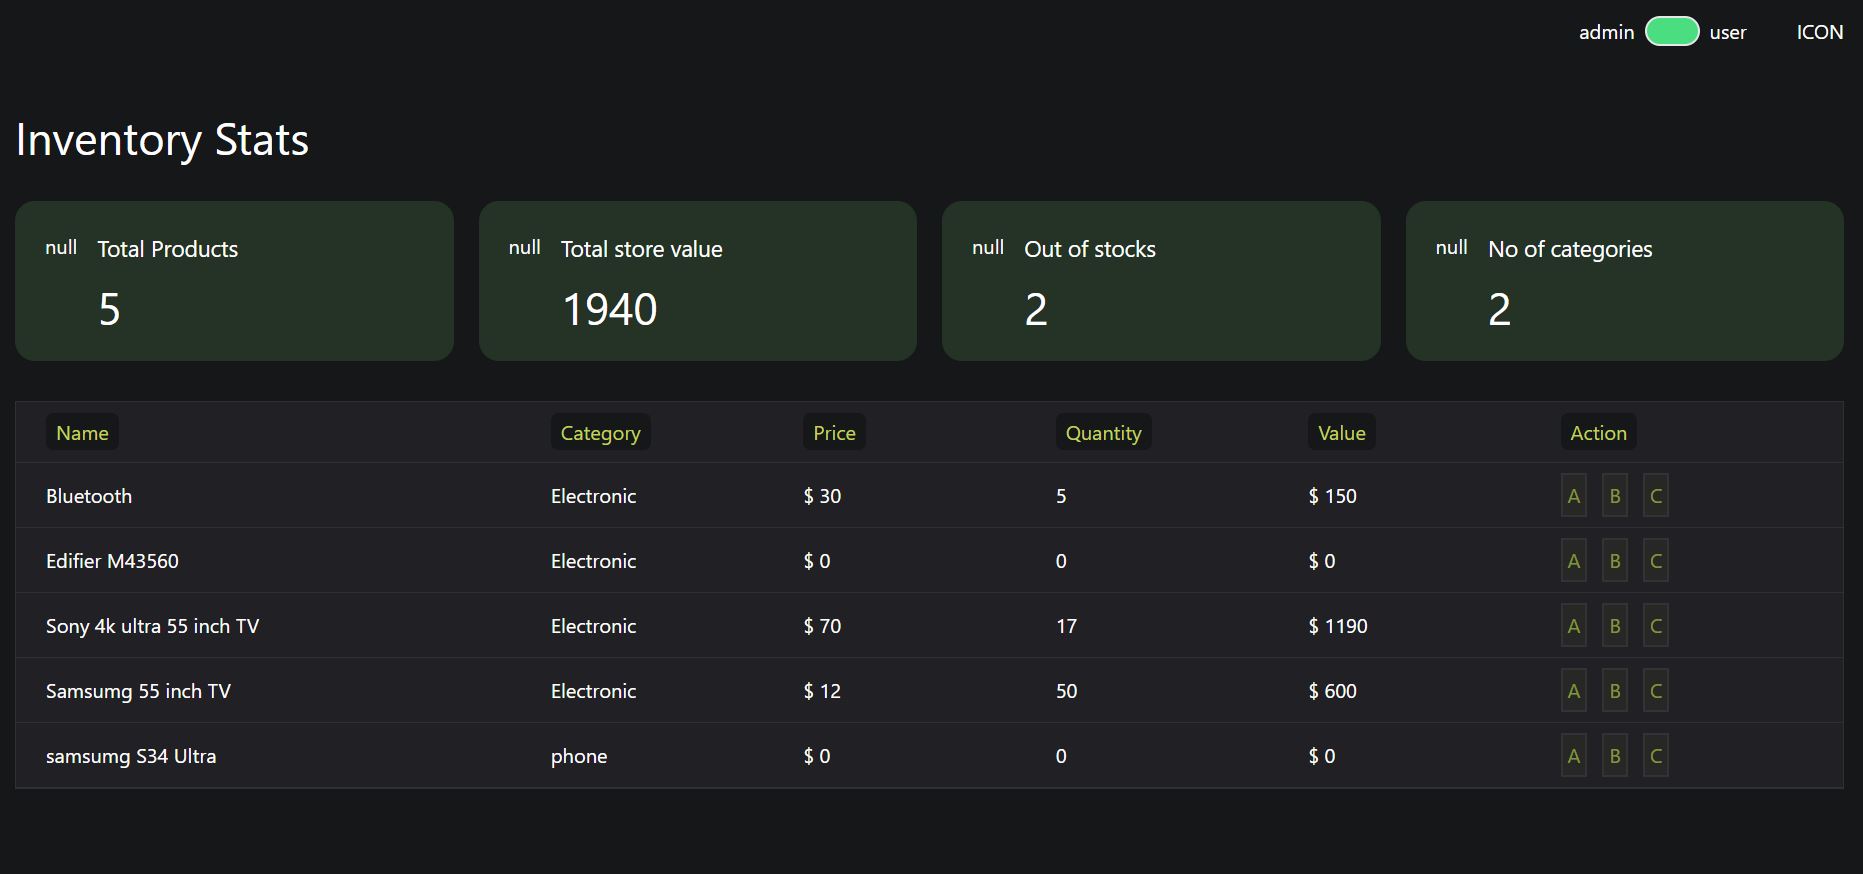 admin user ICON
Inventory Stats
null Total Products
5
null Total store value
1940
null Out of stocks
2
null No of categories
2
Name Category Price Quantity Value Action
Bluetooth Electronic $ 30 5 $ 150 A B C
Edifier M43560 Electronic $ 0 0 $ 0 A B C
Sony 4k ultra 55 inch TV Electronic $ 70 17 $ 1190 A B C
Samsumg 55 inch TV Electronic $ 12 50 $ 600 A B C
samsumg S34 Ultra phone $ 0 0 $ 0 A B C